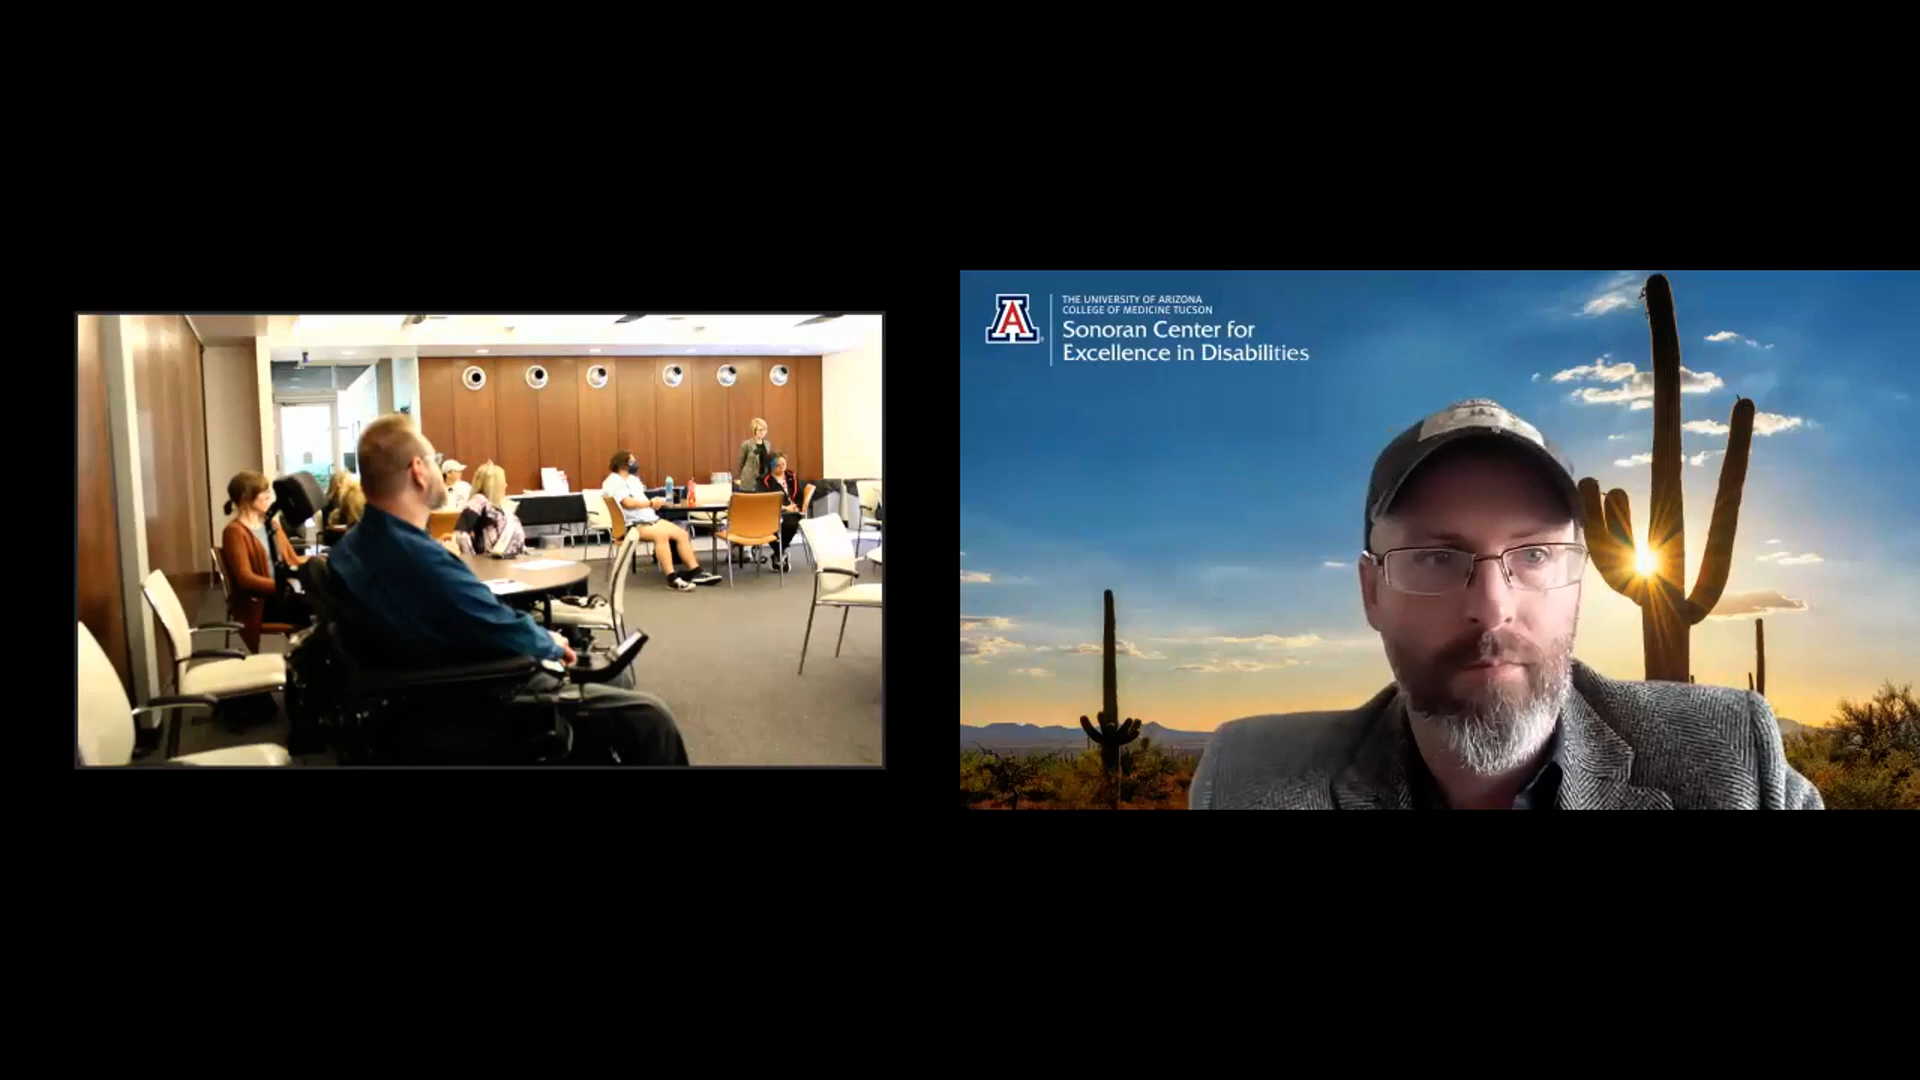 THE UNIVERSITY OF ARIZONA
COLLEGE OF MEDICINE TUCSON
Sonoran Center for
Excellence in Disabilities